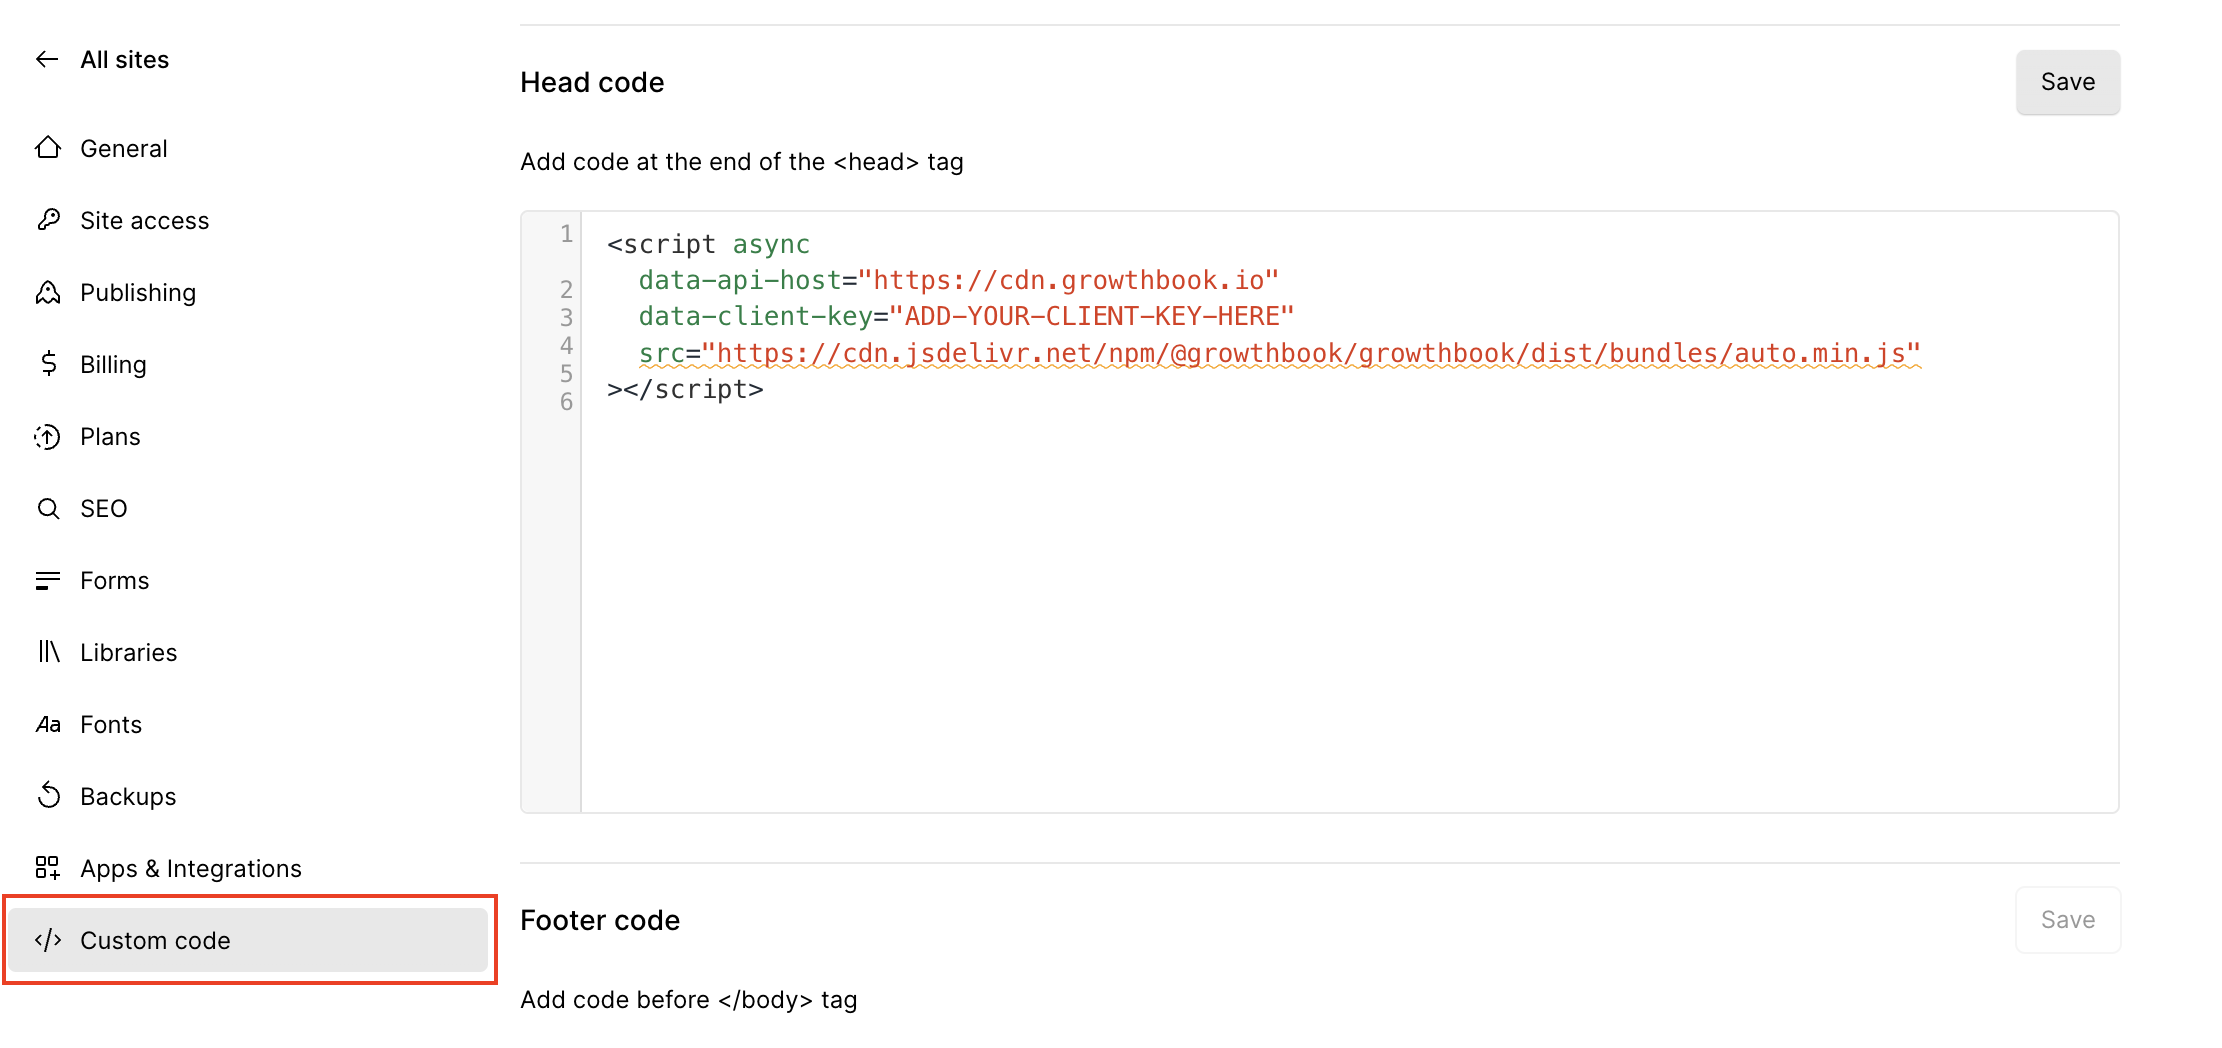 All sites
General
Site access
Publishing
Billing
Plans
SEO
Forms
Libraries
Aa Fonts
Backups
Apps & Integrations
</> Custom code
Head code
Save
Add code at the end of the <head> tag
1 <script async
2 data-api-host="https://cdn.growthbook.io"
3 data-client-key="ADD-YOUR-CLIENT-KEY-HERE"
4 src="https://cdn.jsdelivr.net/npm/@growthbook/growthbook/dist/bundles/auto.min.js"
5 ></script>
6
Footer code
Save
Add code before </body> tag